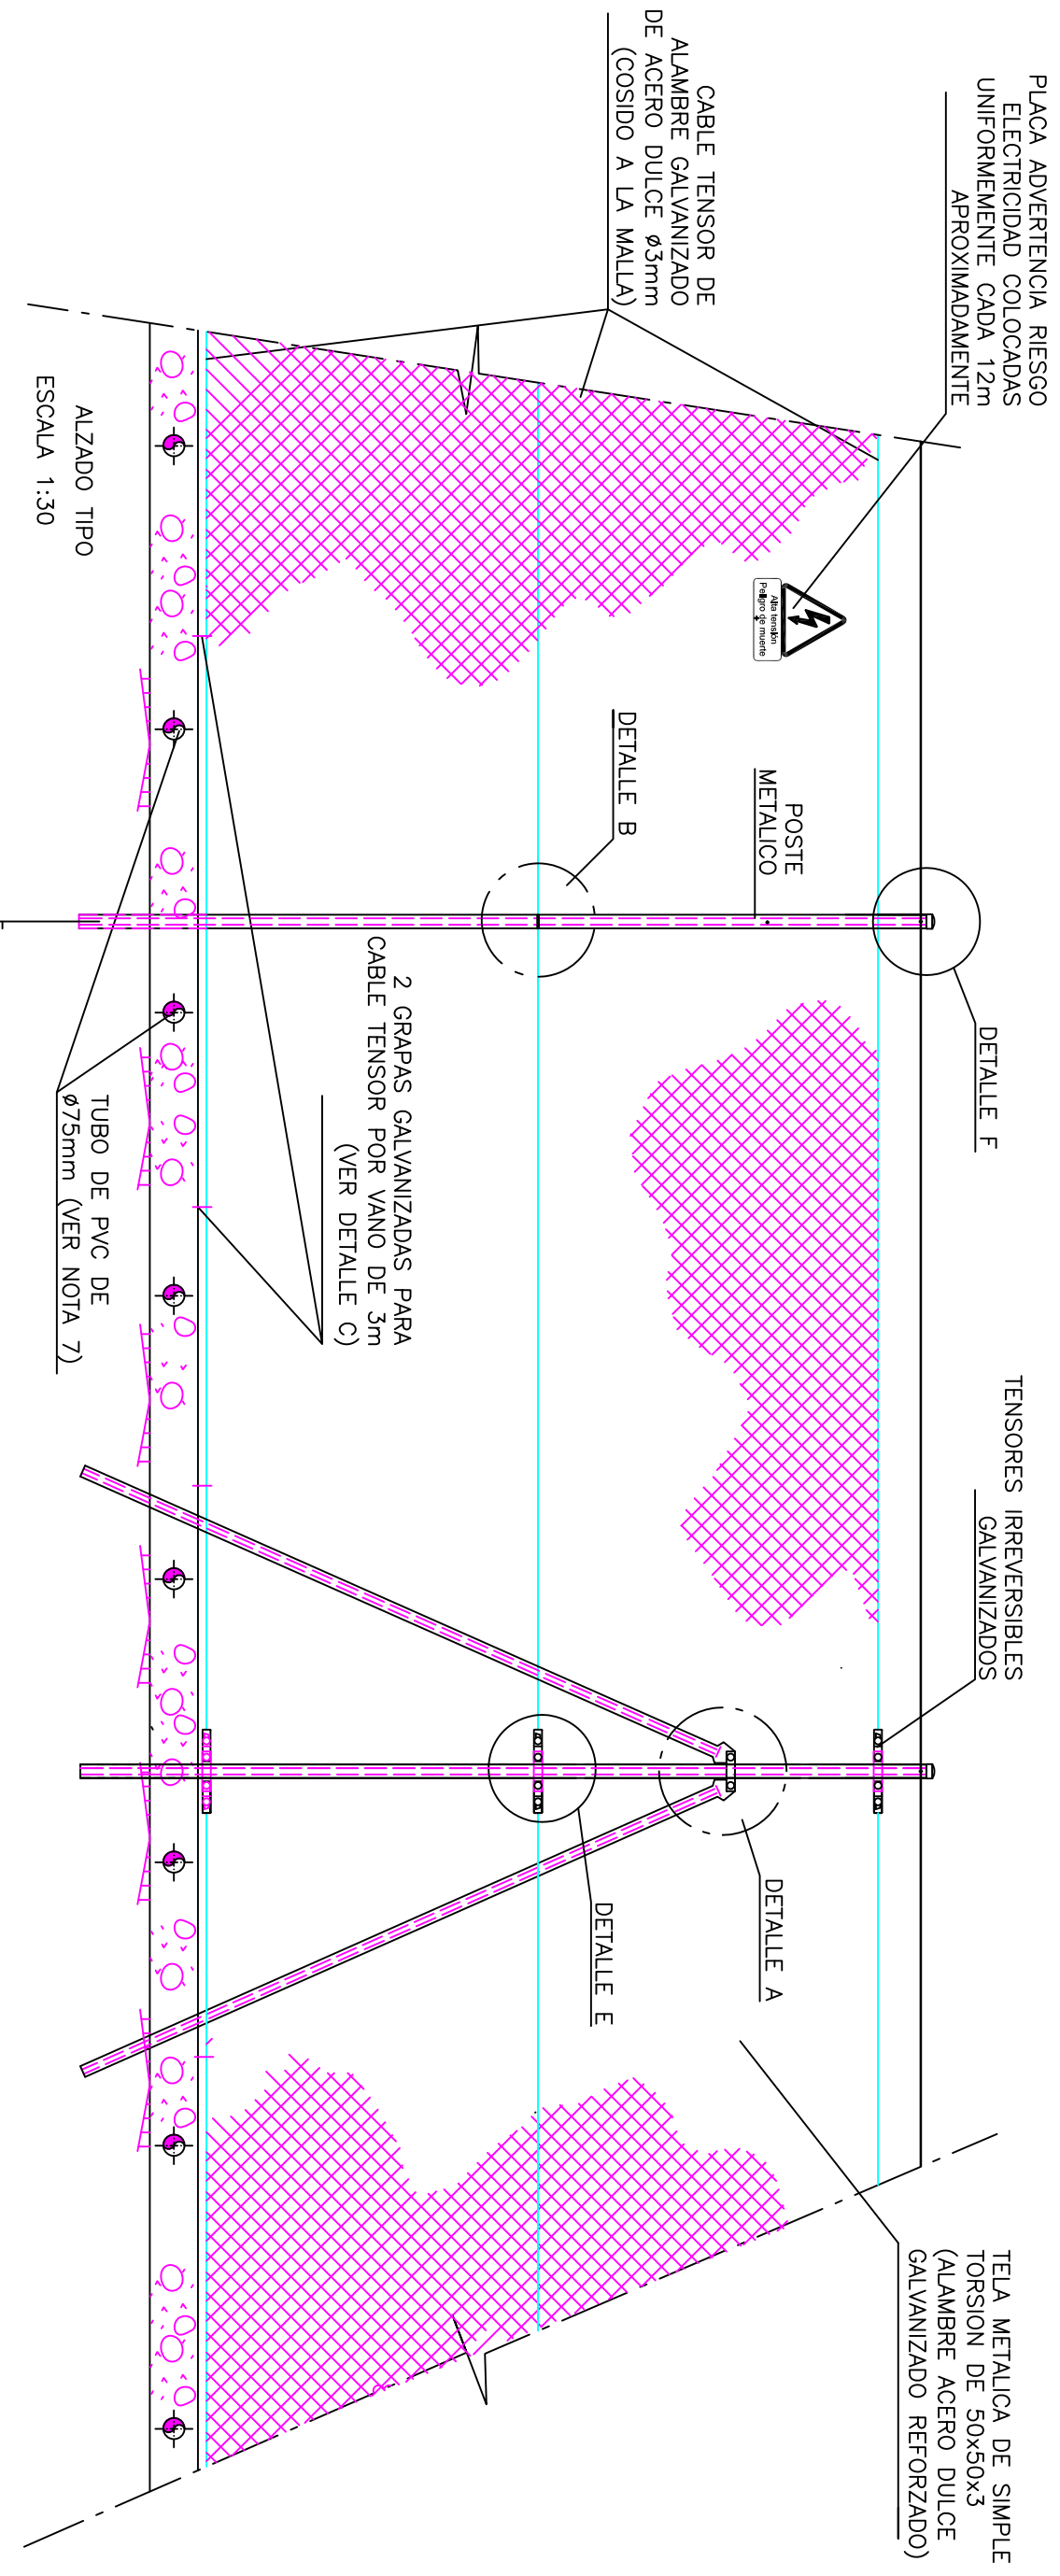 PLACA ADVERTENCIA RIESGO
ELECTRICIDAD COLOCADAS
UNIFORMEMENTE CADA 12m
APROXIMADAMENTE
CABLE TENSOR DE
ALAMBRE GALVANIZADO
DE ACERO DULCE ø3mm
(COSIDO A LA MALLA)
Alta tensión
Peligro de muerte
DETALLE B
POSTE
METALICO
DETALLE F
2 GRAPAS GALVANIZADAS PARA
CABLE TENSOR POR VANO DE 3m
(VER DETALLE C)
TUBO DE PVC DE
ø75mm (VER NOTA 7)
TENSORES IRREVERSIBLES
GALVANIZADOS
DETALLE A
DETALLE E
TELA METALICA DE SIMPLE
TORSION DE 50x50x3
(ALAMBRE ACERO DULCE
GALVANIZADO REFORZADO)
ALZADO TIPO
ESCALA 1:30